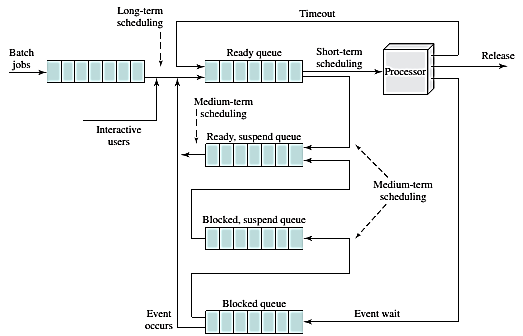 Long-term
scheduling
Timeout
Batch
jobs
Ready queue
Short-term
scheduling
Processor
Release
Medium-term
scheduling
Interactive
users
Ready, suspend queue
Medium-term
scheduling
Blocked, suspend queue
Blocked queue
Event
occurs
Event wait